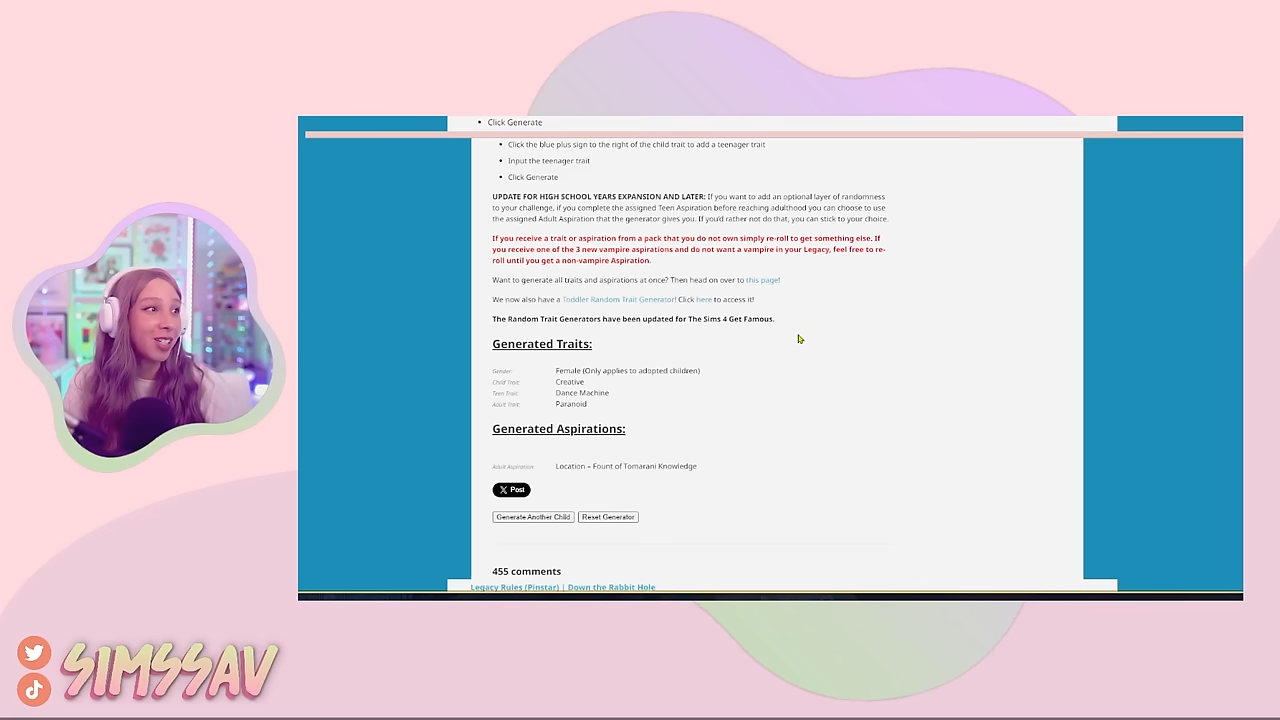 • Click Generate
• Click the blue plus sign to the right of the child trait to add a teenager trait
• Input the teenager trait
• Click Generate
UPDATE FOR HIGH SCHOOL YEARS EXPANSION AND LATER: If you want to add an optional layer of randomness
to your challenge, if you complete the assigned Teen Aspiration before reaching adulthood you can choose to use
the assigned Adult Aspiration that the generator gives you. If you'd rather not do that, you can stick to your choice.
If you receive a trait or aspiration from a pack that you do not own simply re-roll to get something else. If
you receive one of the 3 new vampire aspirations and do not want a vampire in your Legacy, feel free to re-
roll until you get a non-vampire Aspiration.
Want to generate all traits and aspirations at once? Then head on over to this page!
We now also have a Toddler Random Trait Generator! Click here to access it!
The Random Trait Generators have been updated for The Sims 4 Get Famous.
Generated Traits:
Gender: Female (Only applies to adopted children)
Child Trait: Creative
Teen Trait: Dance Machine
Adult Trait: Paranoid
Generated Aspirations:
Adult Aspiration Location – Fount of Tomarani Knowledge
X Post
Generate Another Child Reset Generator
455 comments
Legacy Rules (Pinstar) | Down the Rabbit Hole
SIMSSAV